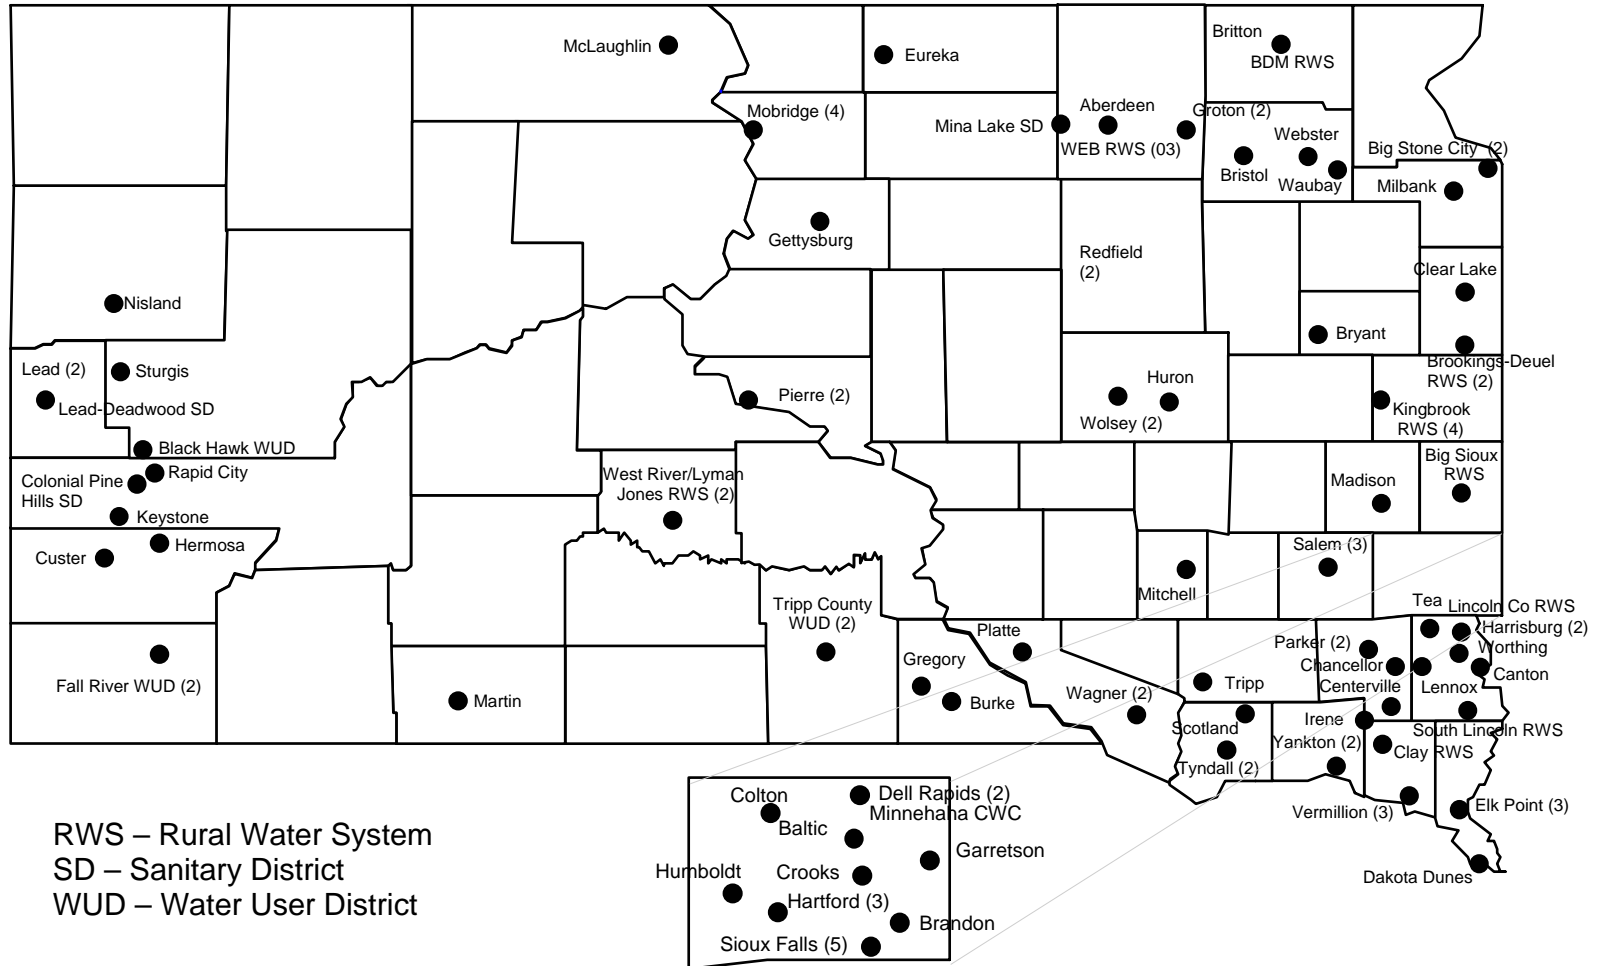 McLaughlin
Eureka
Britton
BDM RWS
Mobridge (4)
Mina Lake SD
Aberdeen
WEB RWS (03)
Groton (2)
Webster
Bristol
Waubay
Big Stone City (2)
Milbank
Gettysburg
Redfield
(2)
Clear Lake
Nisland
Bryant
Brookings-Deuel
RWS (2)
Lead (2)
Sturgis
Lead-Deadwood SD
Pierre (2)
Huron
Wolsey (2)
Kingbrook
RWS (4)
Black Hawk WUD
Rapid City
Colonial Pine
Hills SD
Keystone
West River/Lyman
Jones RWS (2)
Madison
Big Sioux
RWS
Custer
Hermosa
Salem (3)
Mitchell
Tripp County
WUD (2)
Platte
Tea
Lincoln Co RWS
Harrisburg (2)
Worthing
Parker (2)
Chancellor
Canton
Centerville
Lennox
Fall River WUD (2)
Martin
Gregory
Burke
Wagner (2)
Tripp
Scotland
Irene
Yankton (2)
South Lincoln RWS
Clay RWS
Tyndall (2)
Vermillion (3)
Elk Point (3)
Dakota Dunes
Colton
Dell Rapids (2)
Minnehaha CWC
Baltic
Garretson
Humboldt
Crooks
Hartford (3)
Brandon
Sioux Falls (5)
RWS – Rural Water System
SD – Sanitary District
WUD – Water User District